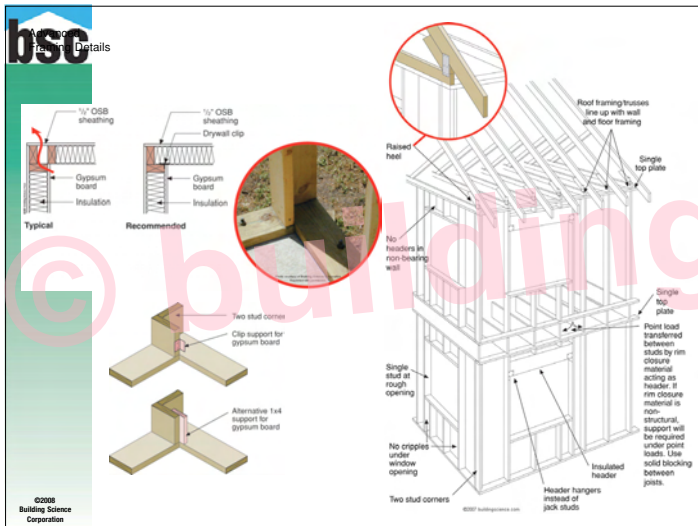 bsc
Advanced
Framing Details
½" OSB
sheathing
Gypsum
board
Insulation
Typical
½" OSB
sheathing
Drywall clip
Gypsum
board
Insulation
Recommended
Two stud corner
Clip support for
gypsum board
Alternative 1x4
support for
gypsum board
Raised
heel
Roof framing/trusses
line up with wall
and floor framing
Single
top plate
No
headers in
non-bearing
wall
Single
top
plate
Point load
transferred
between
studs by rim
closure
material
acting as
header. If
rim closure
material is
non-
structural,
support will
be required
under point
loads. Use
solid blocking
between
joists.
Single
stud at
rough
opening
No cripples
under
window
opening
Two stud corners
Header hangers
instead of
jack studs
Insulated
header
©2007 buildingscience.com
© building
©2008
Building Science
Corporation